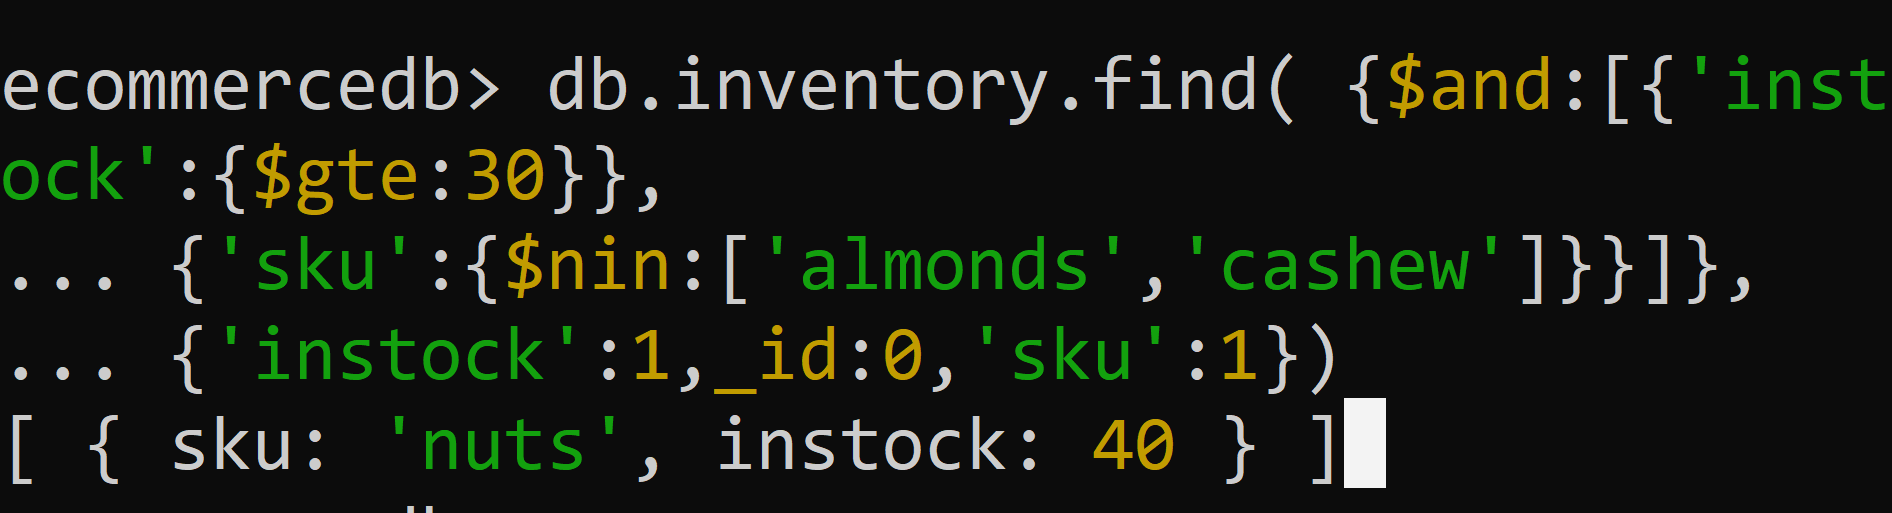 ecommercedb> db.inventory.find( {$and:[{'inst
ock':{$gte:30}},
... {'sku':{$nin:['almonds','cashew']}}]},
... {'instock':1,_id:0,'sku':1})
[ { sku: 'nuts', instock: 40 } ]